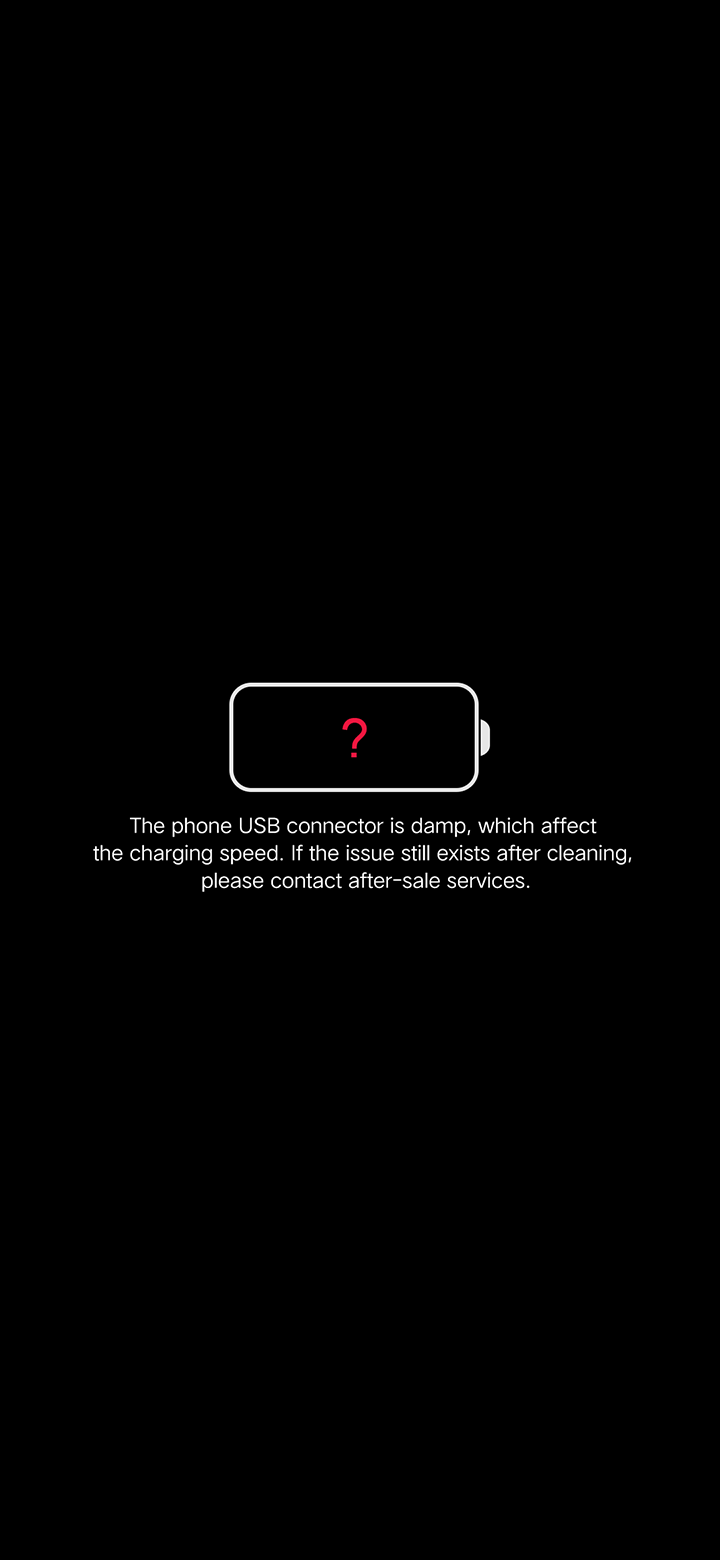 ?
The phone USB connector is damp, which affect
the charging speed. If the issue still exists after cleaning,
please contact after-sale services.